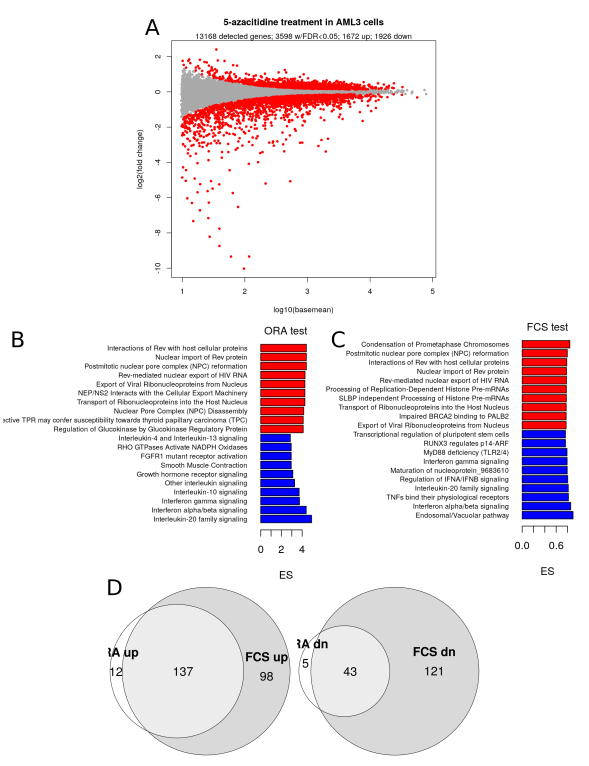 A
5-azacitidine treatment in AML3 cells
13168 detected genes; 3598 w/FDR<0.05; 1672 up; 1926 down
log2(fold change)
2
0
-2
-4
-6
-8
-10
1 2 3 4 5
log10(basemean)
B
ORA test
Interactions of Rev with host cellular proteins
Nuclear import of Rev protein
Postmitotic nuclear pore complex (NPC) reformation
Rev-mediated nuclear export of HIV RNA
Export of Viral Ribonucleoproteins from Nucleus
NEP/NS2 Interacts with the Cellular Export Machinery
Transport of Ribonucleoproteins into the Host Nucleus
Nuclear Pore Complex (NPC) Disassembly
ctive TPR may confer susceptibility towards thyroid papillary carcinoma (TPC)
Regulation of Glucokinase by Glucokinase Regulatory Protein
Interleukin-4 and Interleukin-13 signaling
RHO GTPases Activate NADPH Oxidases
FGFR1 mutant receptor activation
Smooth Muscle Contraction
Growth hormone receptor signaling
Other interleukin signaling
Interleukin-10 signaling
Interferon gamma signaling
Interferon alpha/beta signaling
Interleukin-20 family signaling
0 2 4
ES
C
FCS test
Condensation of Prometaphase Chromosomes
Postmitotic nuclear pore complex (NPC) reformation
Interactions of Rev with host cellular proteins
Nuclear import of Rev protein
Rev-mediated nuclear export of HIV RNA
Processing of Replication-Dependent Histone Pre-mRNAs
SLBP independent Processing of Histone Pre-mRNAs
Transport of Ribonucleoproteins into the Host Nucleus
Impaired BRCA2 binding to PALB2
Export of Viral Ribonucleoproteins from Nucleus
Transcriptional regulation of pluripotent stem cells
RUNX3 regulates p14-ARF
MyD88 deficiency (TLR2/4)
Interferon gamma signaling
Maturation of nucleoprotein_9683610
Regulation of IFNA/IFNB signaling
Interleukin-20 family signaling
TNFs bind their physiological receptors
Interferon alpha/beta signaling
Endosomal/Vacuolar pathway
0.0 0.6
ES
D
RA up
12
137
FCS up
98
RA dn
5
43
FCS dn
121